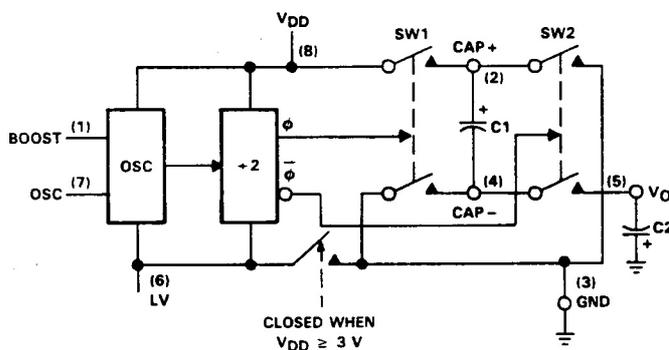 VDD
(8)
SW1
CAP +
SW2
(2)
BOOST (1)
OSC
÷2
ϕ
+
C1
OSC (7)
ϕ̅
(4)
CAP−
(5)
VO
C2
+
(6)
LV
(3)
GND
CLOSED WHEN
VDD ≥ 3 V